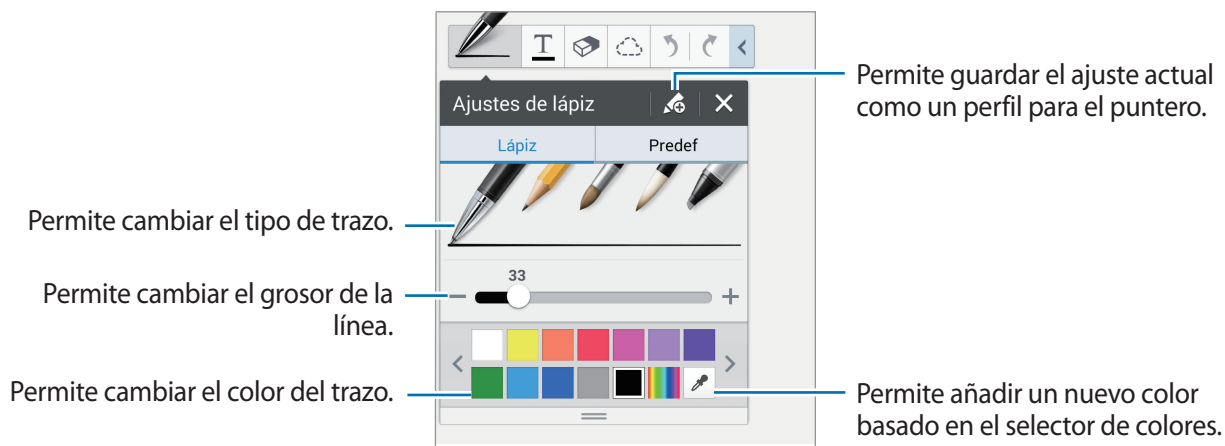 T
Permite guardar el ajuste actual
como un perfil para el puntero.
Ajustes de lápiz
Lápiz Predef
Permite cambiar el tipo de trazo.
33
Permite cambiar el grosor de la
línea.
Permite cambiar el color del trazo.
Permite añadir un nuevo color
basado en el selector de colores.